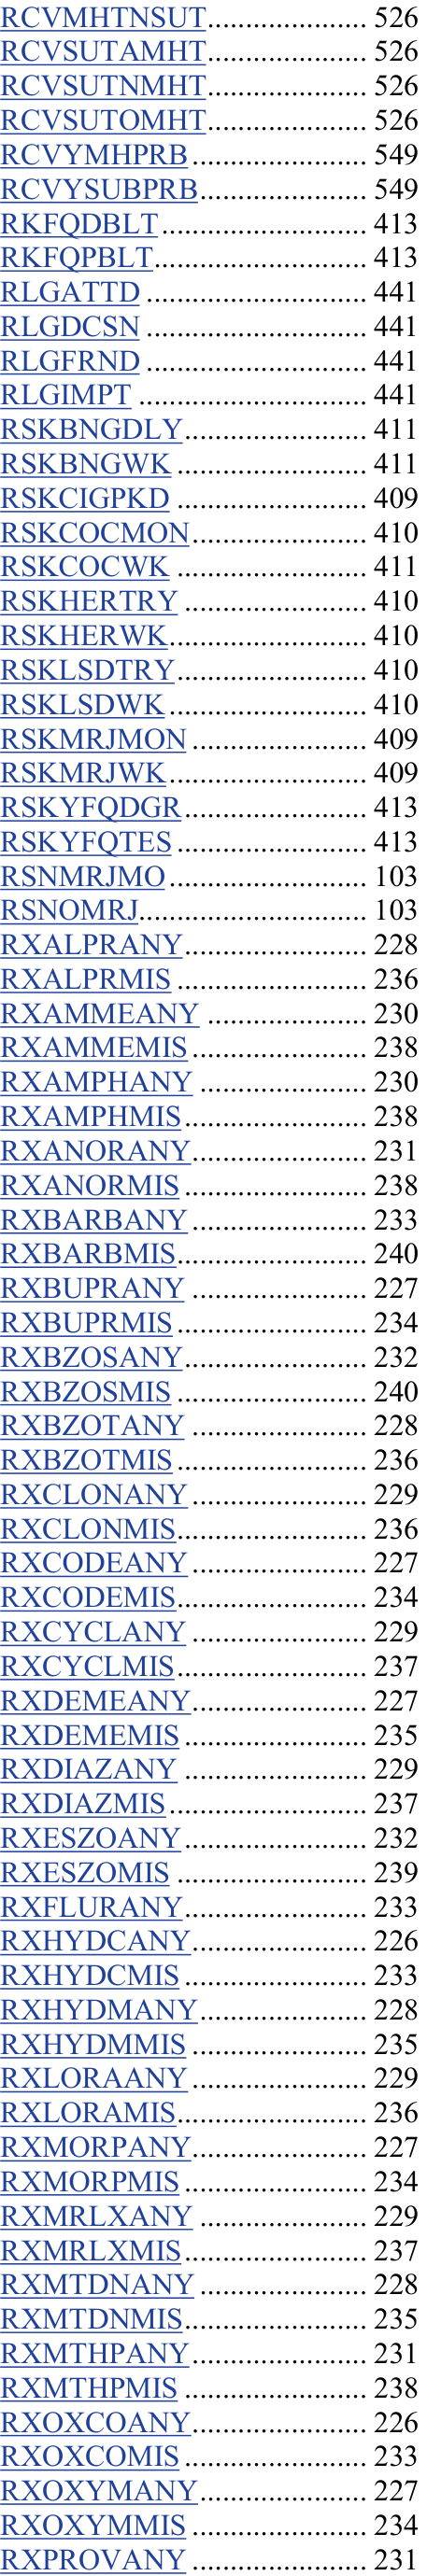 RCVMHTNSUT...................... 526
RCVSUTAMHT...................... 526
RCVSUTNMHT...................... 526
RCVSUTOMHT...................... 526
RCVYMHPRB ........................ 549
RCVYSUBPRB....................... 549
RKFQDBLT ............................ 413
RKFQPBLT............................. 413
RLGATTD .............................. 441
RLGDCSN .............................. 441
RLGFRND .............................. 441
RLGIMPT ............................... 441
RSKBNGDLY......................... 411
RSKBNGWK .......................... 411
RSKCIGPKD .......................... 409
RSKCOCMON........................ 410
RSKCOCWK ........................... 411
RSKHERTRY ......................... 410
RSKHERWK........................... 410
RSKLSDTRY.......................... 410
RSKLSDWK ........................... 410
RSKMRJMON ........................ 409
RSKMRJWK........................... 409
RSKYFQDGR ......................... 413
RSKYFQTES .......................... 413
RSNMRJMO ........................... 103
RSNOMRJ............................... 103
RXALPRANY......................... 228
RXALPRMIS .......................... 236
RXAMMEANY ...................... 230
RXAMMEMIS ........................ 238
RXAMPHANY ....................... 230
RXAMPHMIS......................... 238
RXANORANY........................ 231
RXANORMIS ......................... 238
RXBARBANY ........................ 233
RXBARBMIS.......................... 240
RXBUPRANY ........................ 227
RXBUPRMIS .......................... 234
RXBZOSANY......................... 232
RXBZOSMIS .......................... 240
RXBZOTANY ........................ 228
RXBZOTMIS .......................... 236
RXCLONANY ........................ 229
RXCLONMIS.......................... 236
RXCODEANY ........................ 227
RXCODEMIS.......................... 234
RXCYCLANY ........................ 229
RXCYCLMIS.......................... 237
RXDEMEANY........................ 227
RXDEMEMIS ......................... 235
RXDIAZANY ......................... 229
RXDIAZMIS ........................... 237
RXESZOANY ......................... 232
RXESZOMIS .......................... 239
RXFLURANY......................... 233
RXHYDCANY........................ 226
RXHYDCMIS ......................... 233
RXHYDMANY....................... 228
RXHYDMMIS ........................ 235
RXLORAANY ........................ 229
RXLORAMIS.......................... 236
RXMORPANY........................ 227
RXMORPMIS ......................... 234
RXMRLXANY ....................... 229
RXMRLXMIS......................... 237
RXMTDNANY ....................... 228
RXMTDNMIS......................... 235
RXMTHPANY ........................ 231
RXMTHPMIS ......................... 238
RXOXCOANY........................ 226
RXOXCOMIS ......................... 233
RXOXYMANY....................... 227
RXOXYMMIS ........................ 234
RXPROVANY ........................ 231